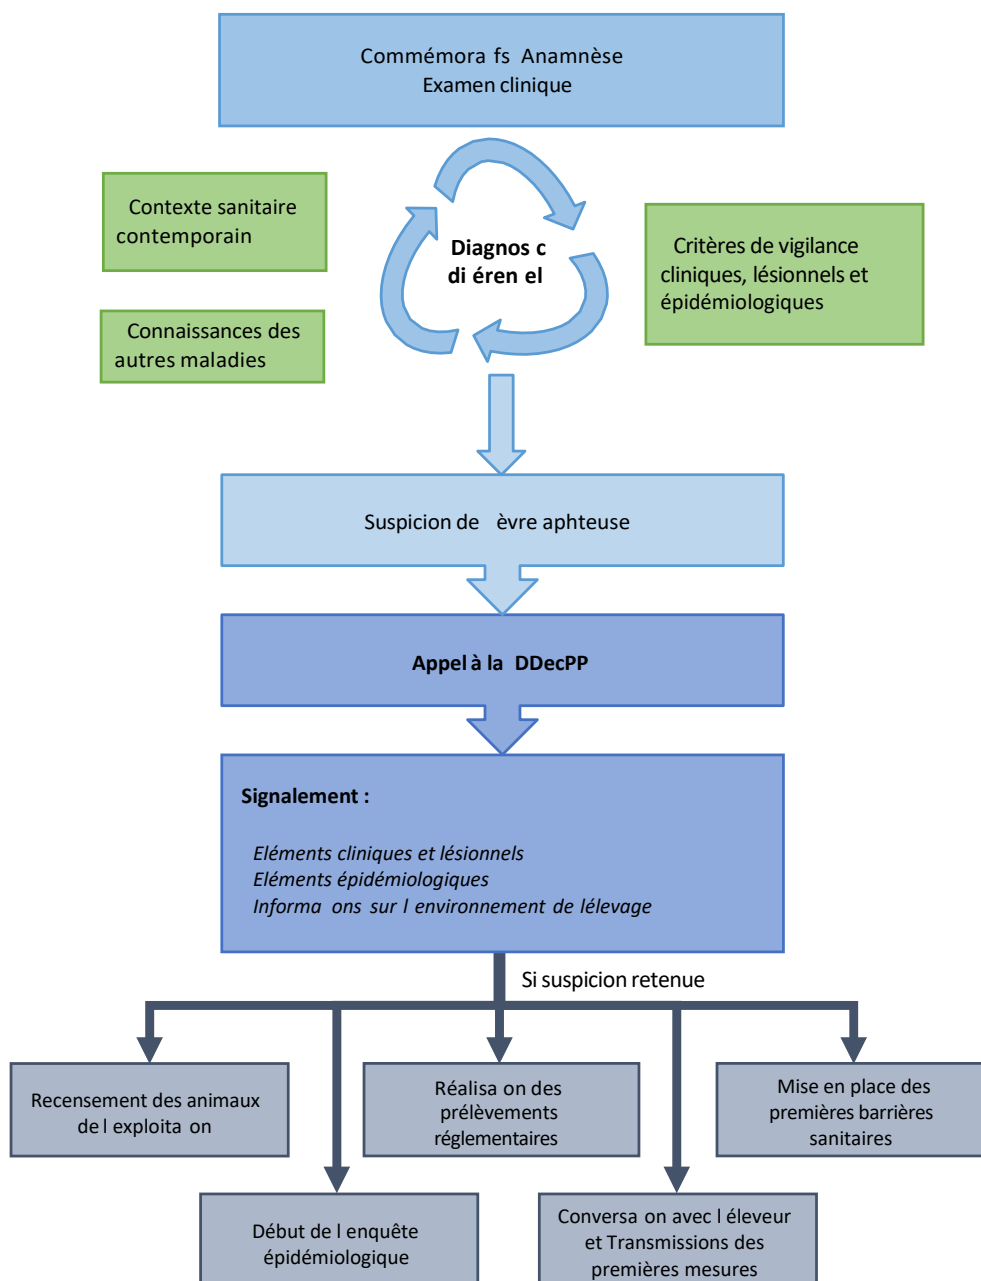 Commémora fs Anamnèse
Examen clinique
Contexte sanitaire
contemporain
Connaissances des
autres maladies
Diagnos c
di éren el
Critères de vigilance
cliniques, lésionnels et
épidémiologiques
Suspicion de èvre aphteuse
Appel à la DDecPP
Signalement :
Eléments cliniques et lésionnels
Eléments épidémiologiques
Informa ons sur l environnement de lélevage
Si suspicion retenue
Recensement des animaux
de l exploita on
Réalisa on des
prélèvements
réglementaires
Mise en place des
premières barrières
sanitaires
Début de l enquête
épidémiologique
Conversa on avec l éleveur
et Transmissions des
premières mesures